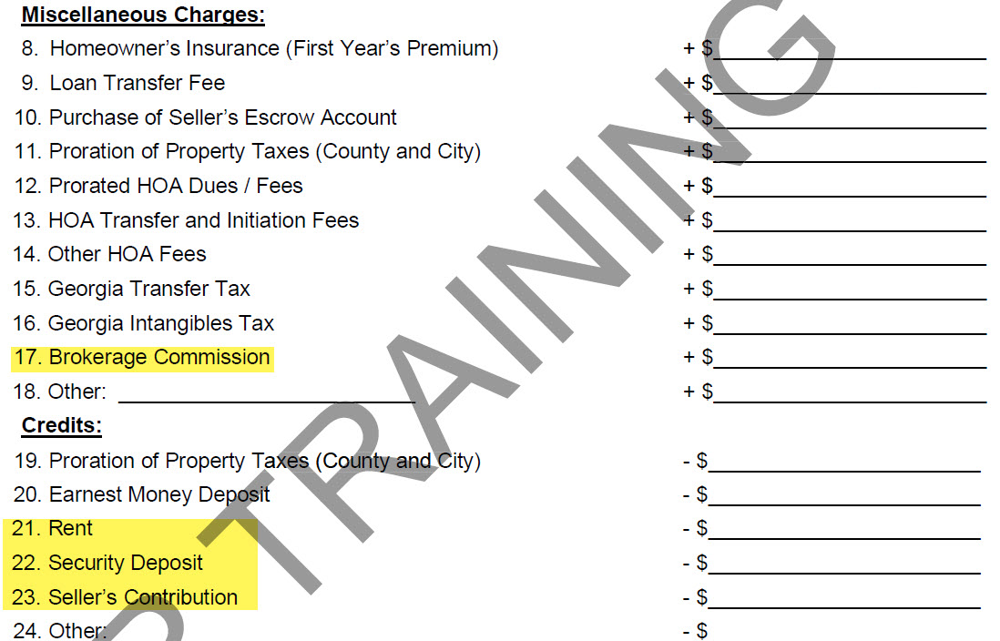 Miscellaneous Charges:
8. Homeowner's Insurance (First Year's Premium) + $
9. Loan Transfer Fee + $
10. Purchase of Seller's Escrow Account + $
11. Proration of Property Taxes (County and City) + $
12. Prorated HOA Dues / Fees + $
13. HOA Transfer and Initiation Fees + $
14. Other HOA Fees + $
15. Georgia Transfer Tax + $
16. Georgia Intangibles Tax + $
17. Brokerage Commission + $
18. Other: + $
Credits:
19. Proration of Property Taxes (County and City) - $
20. Earnest Money Deposit - $
21. Rent - $
22. Security Deposit - $
23. Seller's Contribution - $
24. Other: - $
TRAINING